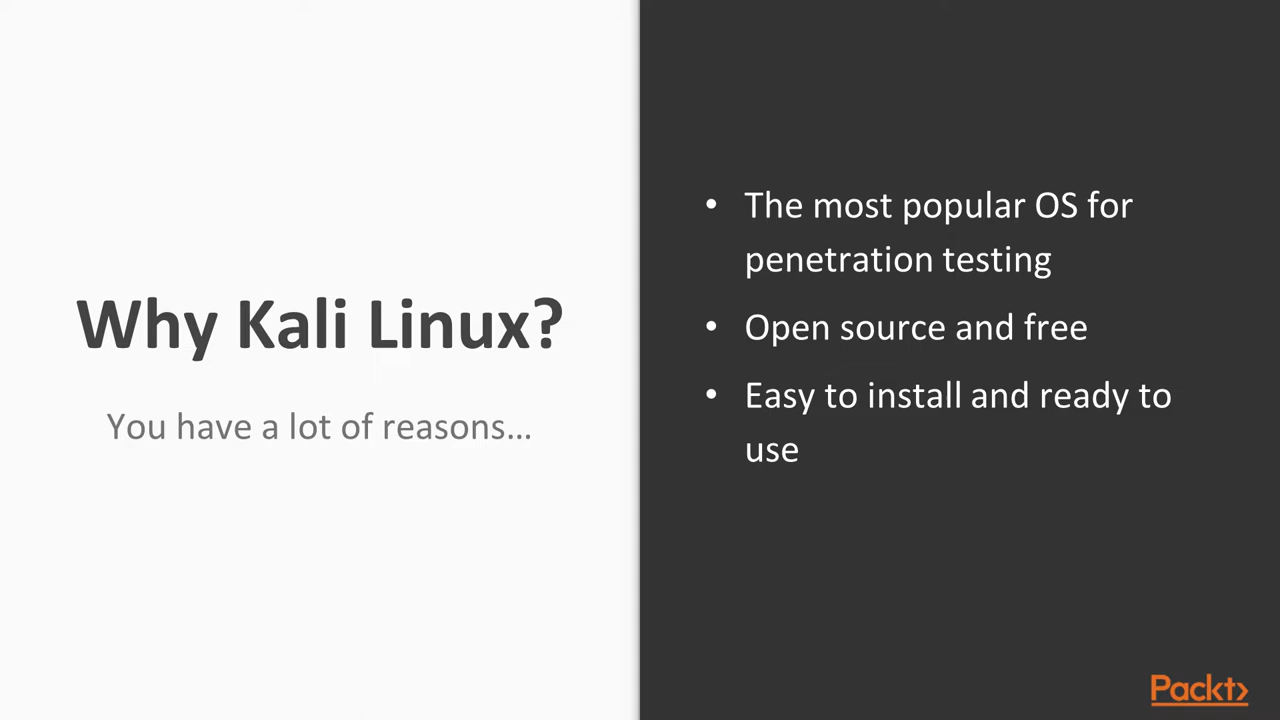 Why Kali Linux?
You have a lot of reasons...
• The most popular OS for
penetration testing
• Open source and free
• Easy to install and ready to
use
Packt>